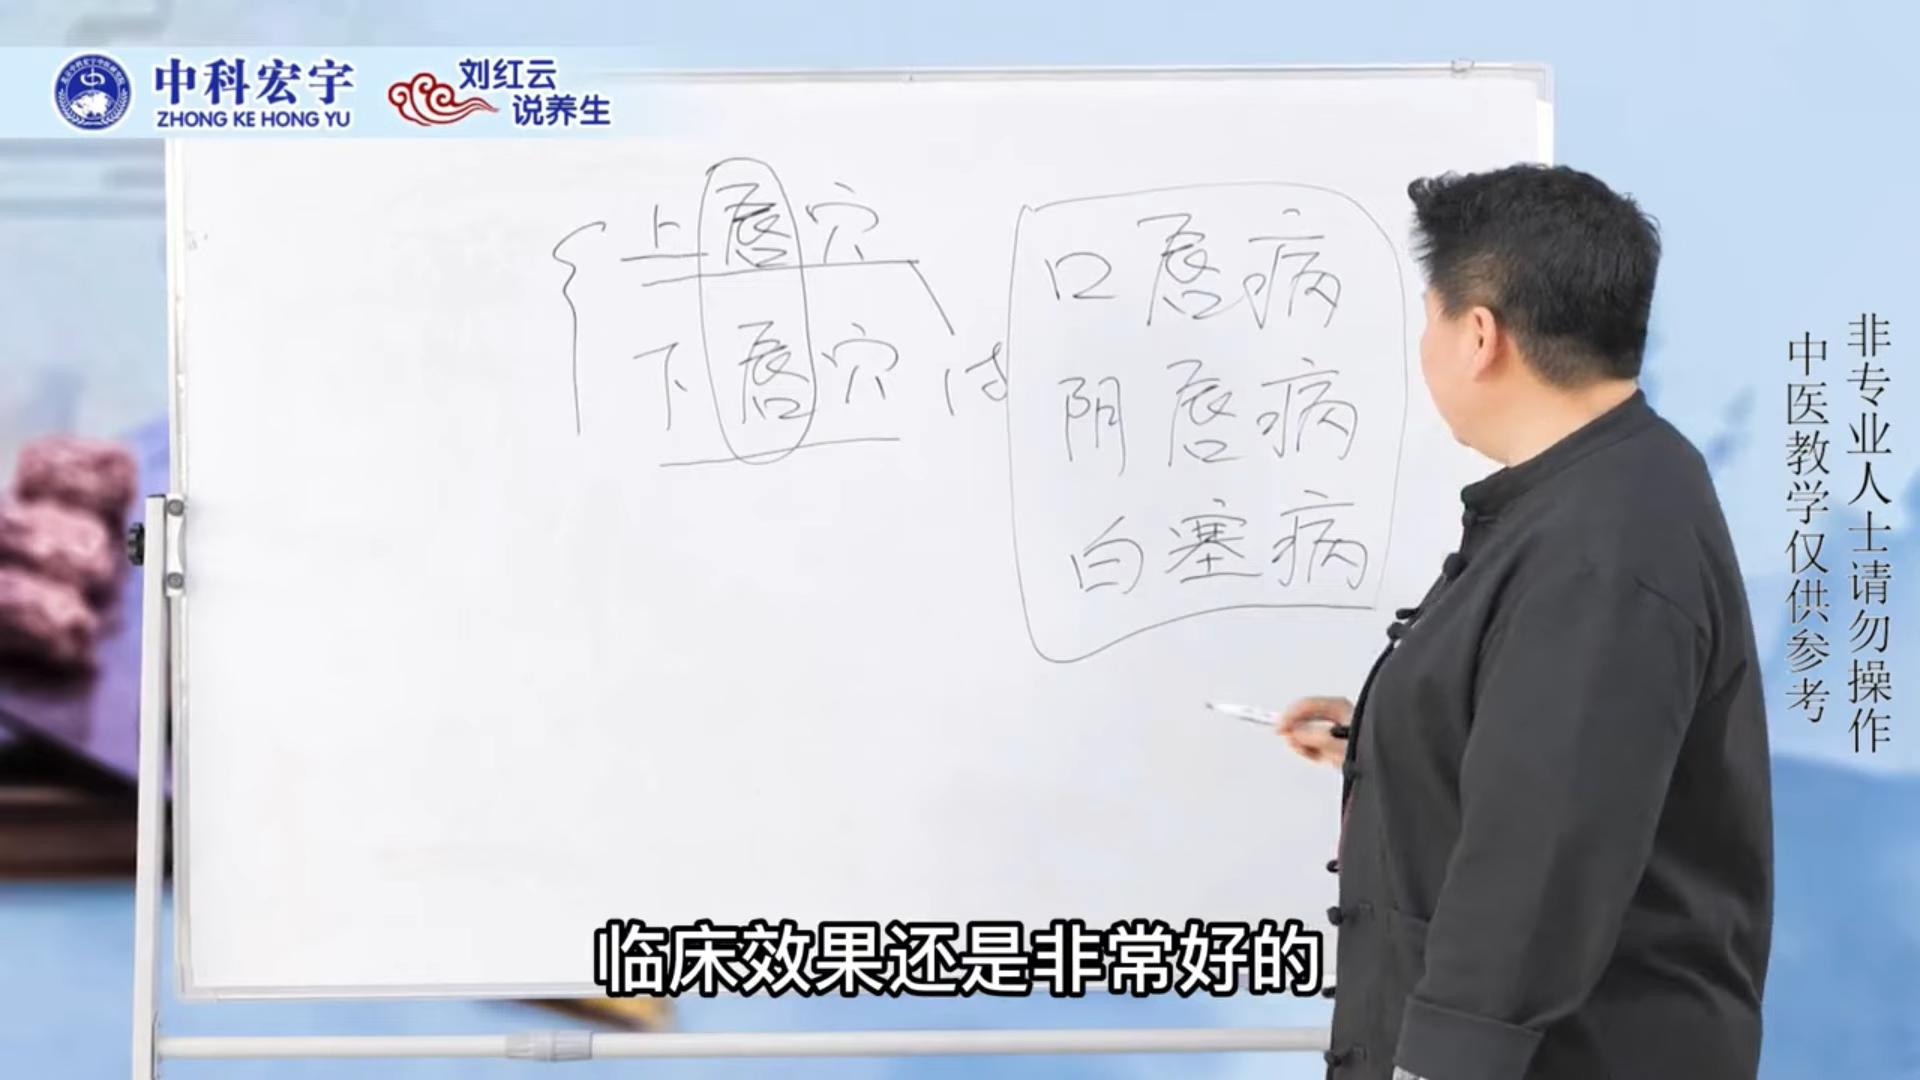 中科宏宇
ZHONG KE HONG YU
刘红云
说养生
上唇穴
下唇穴
口唇病
阴唇病
白塞病
非专业人士请勿操作
中医教学仅供参考
临床效果还是非常好的